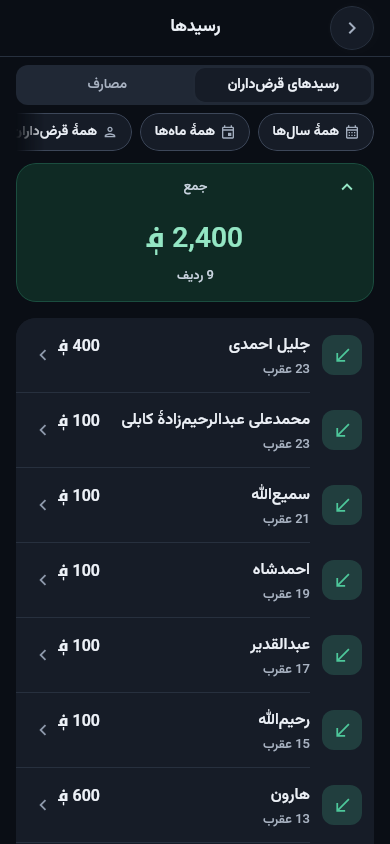 رسیدها
رسیدهای قرض‌داران
مصارف
همهٔ سال‌ها
همهٔ ماه‌ها
همهٔ قرض‌داران
جمع
2,400 ؋
9 ردیف
جلیل احمدی
400 ؋
23 عقرب
محمدعلی عبدالرحیم‌زادهٔ کابلی
100 ؋
23 عقرب
سمیع‌الله
100 ؋
21 عقرب
احمدشاه
100 ؋
19 عقرب
عبدالقدیر
100 ؋
17 عقرب
رحیم‌الله
100 ؋
15 عقرب
هارون
600 ؋
13 عقرب